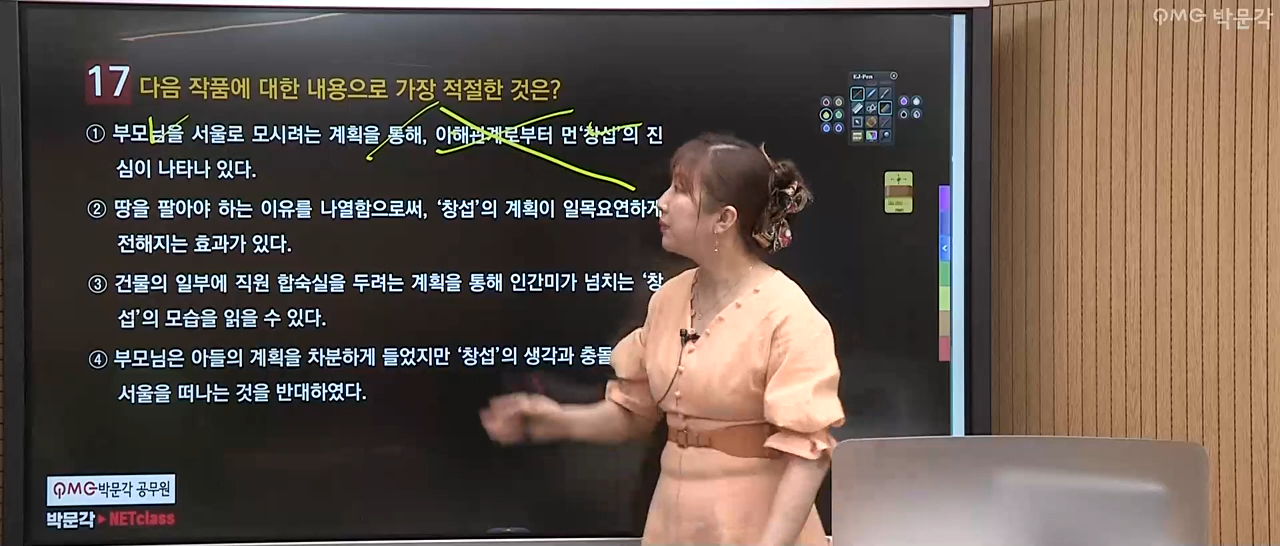 PMG 박문각
17 다음 작품에 대한 내용으로 가장 적절한 것은?
EJ-Pen
① 부모님을 서울로 모시려는 계획을 통해, 이해관계로부터 먼 '창섭'의 진
심이 나타나 있다.
② 땅을 팔아야 하는 이유를 나열함으로써, '창섭'의 계획이 일목요연하게
전해지는 효과가 있다.
③ 건물의 일부에 직원 합숙실을 두려는 계획을 통해 인간미가 넘치는 '창
섭'의 모습을 읽을 수 있다.
④ 부모님은 아들의 계획을 차분하게 들었지만 '창섭'의 생각과 충돌
서울을 떠나는 것을 반대하였다.
PMG 박문각 공무원
박문각 NETclass